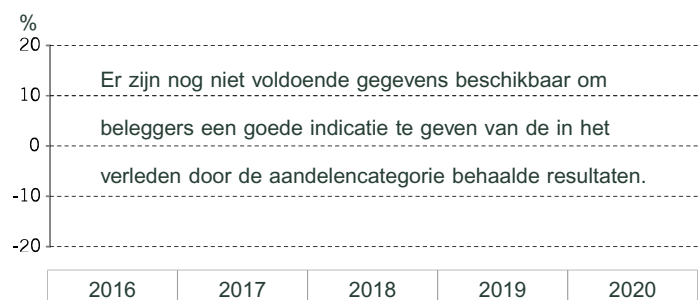 %
20
Er zijn nog niet voldoende gegevens beschikbaar om
10
beleggers een goede indicatie te geven van de in het
0
verleden door de aandelencategorie behaalde resultaten.
-10
-20
2016 2017 2018 2019 2020